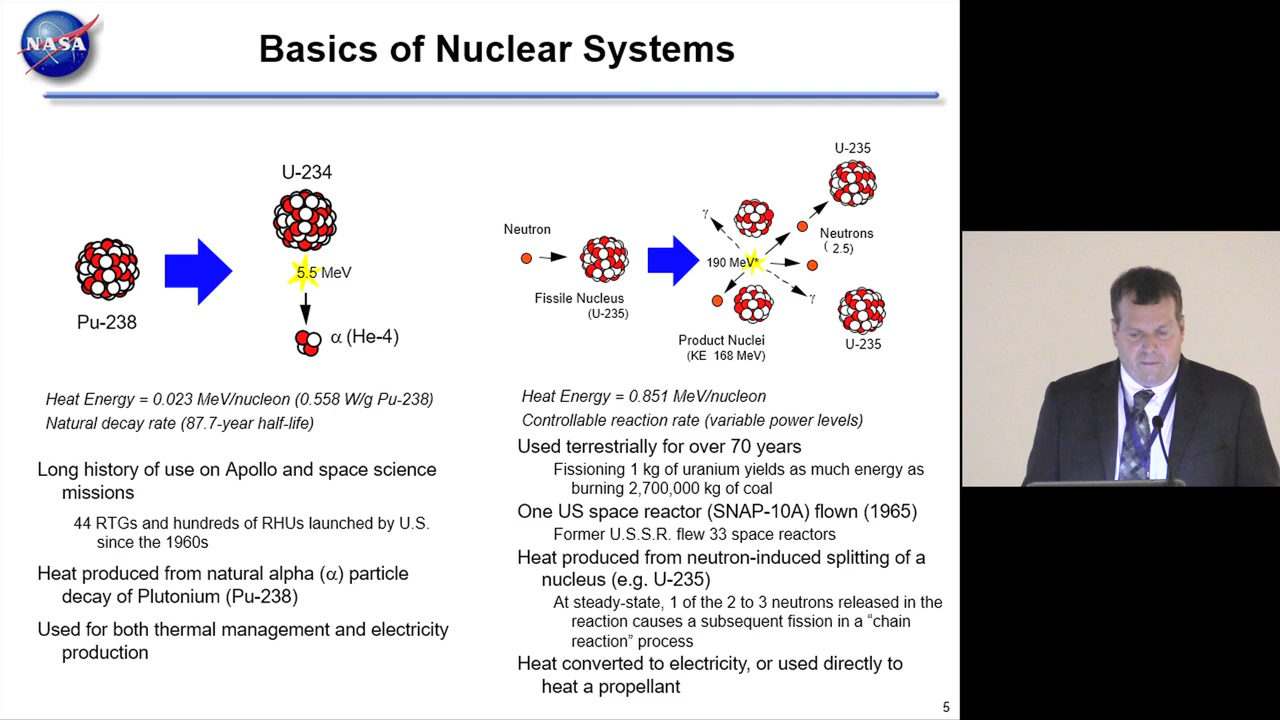 NASA
Basics of Nuclear Systems
U-234
5.5 MeV
Pu-238
α (He-4)
Heat Energy = 0.023 MeV/nucleon (0.558 W/g Pu-238)
Natural decay rate (87.7-year half-life)
Long history of use on Apollo and space science
missions
44 RTGs and hundreds of RHUs launched by U.S.
since the 1960s
Heat produced from natural alpha (α) particle
decay of Plutonium (Pu-238)
Used for both thermal management and electricity
production
U-235
γ
Neutron
Neutrons
( 2.5)
190 MeV*
Fissile Nucleus
(U-235)
γ
Product Nuclei
(KE 168 MeV)
U-235
Heat Energy = 0.851 MeV/nucleon
Controllable reaction rate (variable power levels)
Used terrestrially for over 70 years
Fissioning 1 kg of uranium yields as much energy as
burning 2,700,000 kg of coal
One US space reactor (SNAP-10A) flown (1965)
Former U.S.S.R. flew 33 space reactors
Heat produced from neutron-induced splitting of a
nucleus (e.g. U-235)
At steady-state, 1 of the 2 to 3 neutrons released in the
reaction causes a subsequent fission in a “chain
reaction” process
Heat converted to electricity, or used directly to
heat a propellant
5